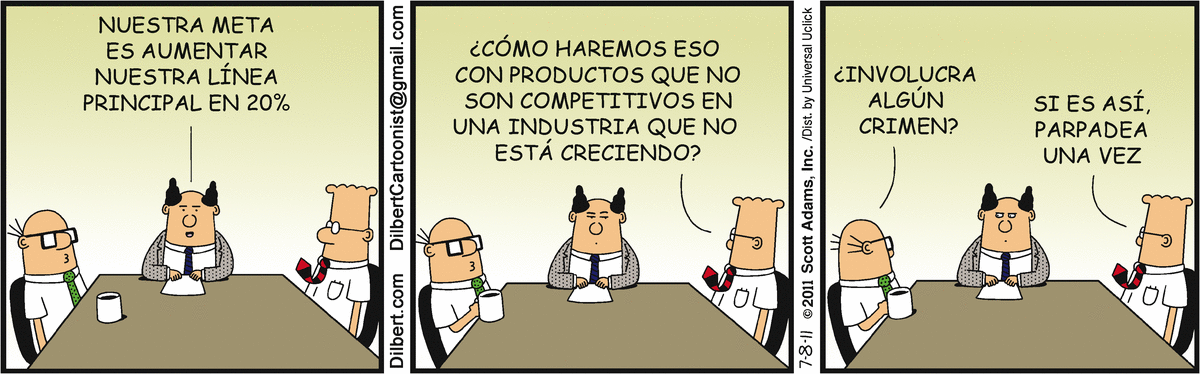 NUESTRA META
ES AUMENTAR
NUESTRA LÍNEA
PRINCIPAL EN 20%
Dilbert.com DilbertCartoonist@gmail.com
¿CÓMO HAREMOS ESO
CON PRODUCTOS QUE NO
SON COMPETITIVOS EN
UNA INDUSTRIA QUE NO
ESTÁ CRECIENDO?
7-8-11 ©2011 Scott Adams, Inc. /Dist. by Universal Uclick
¿INVOLUCRA
ALGÚN
CRIMEN?
SI ES ASÍ,
PARPADEA
UNA VEZ